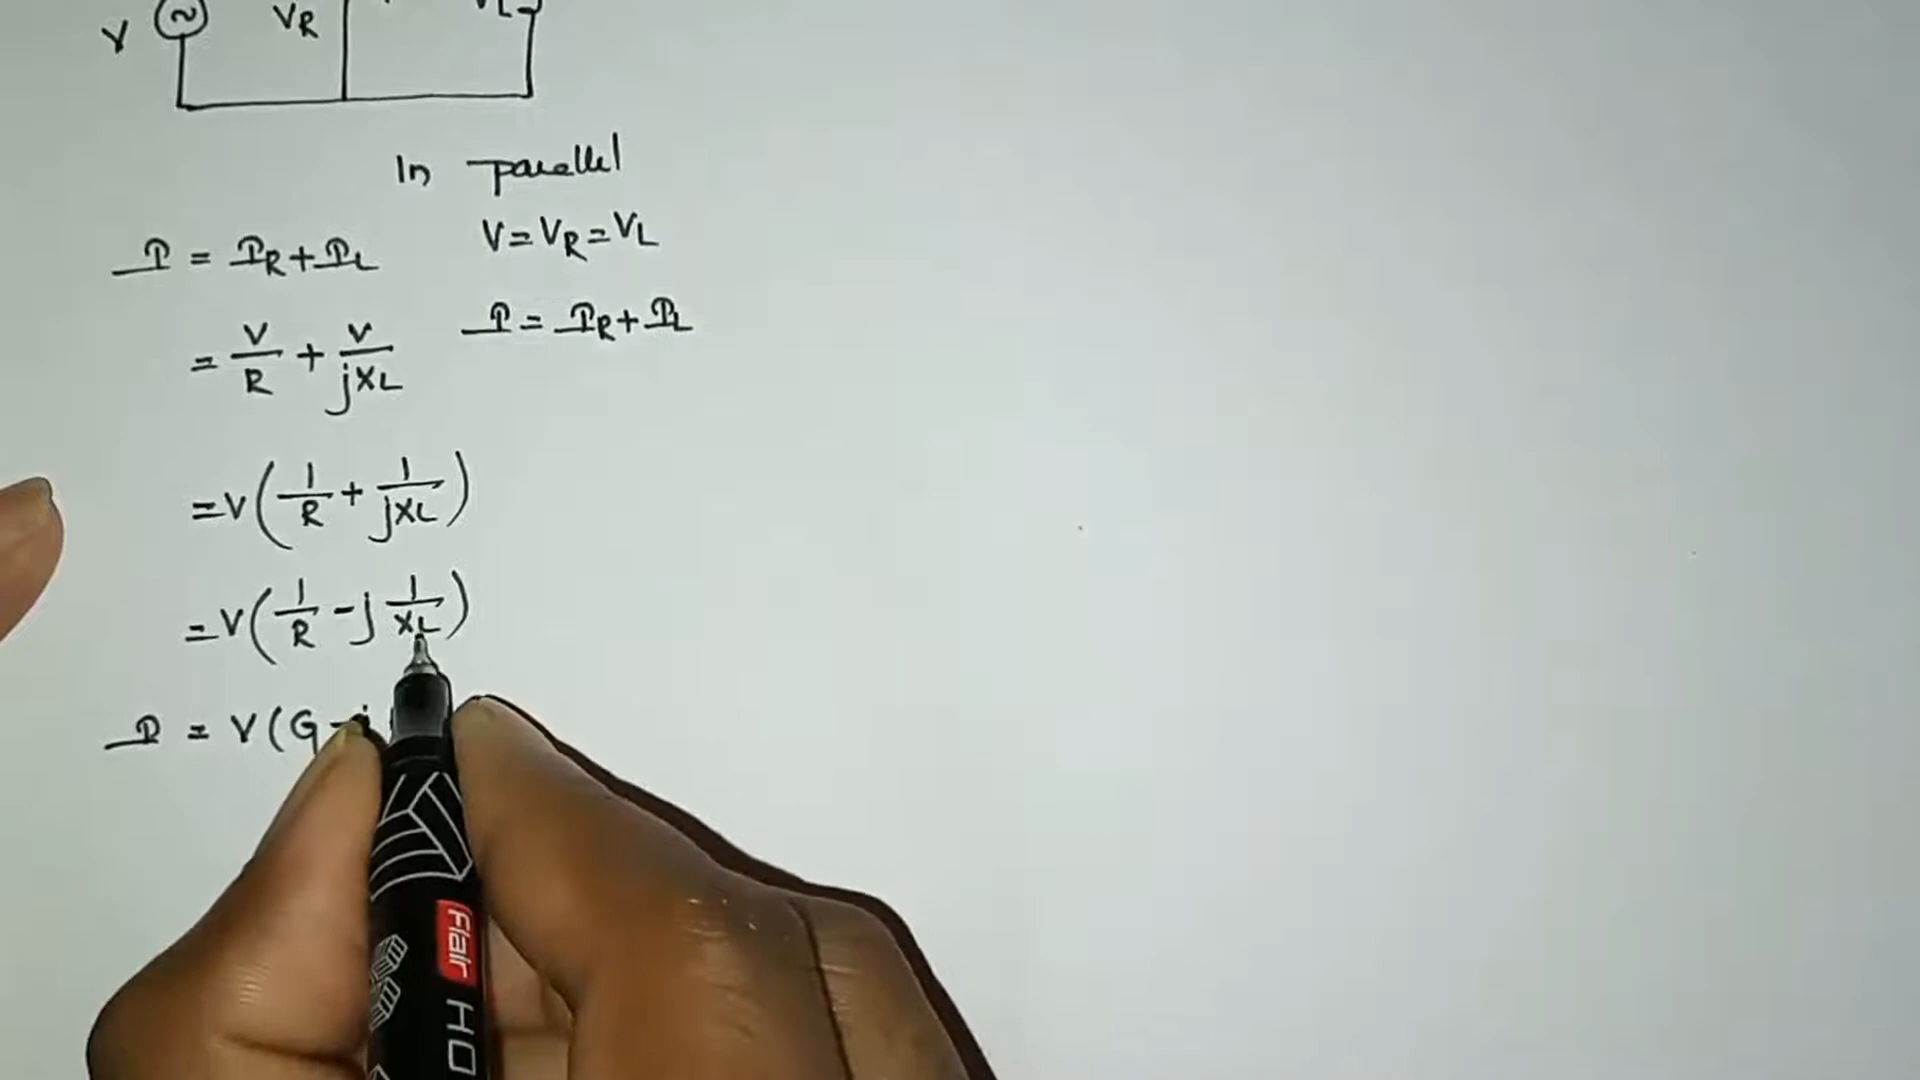 V VR VL
In parallel
V=VR=VL
I = IR+IL
I = IR+IL
= V/R + V/jXL
=V(1/R + 1/jXL)
=V(1/R - j 1/XL)
I = V(G-j
Flair HO